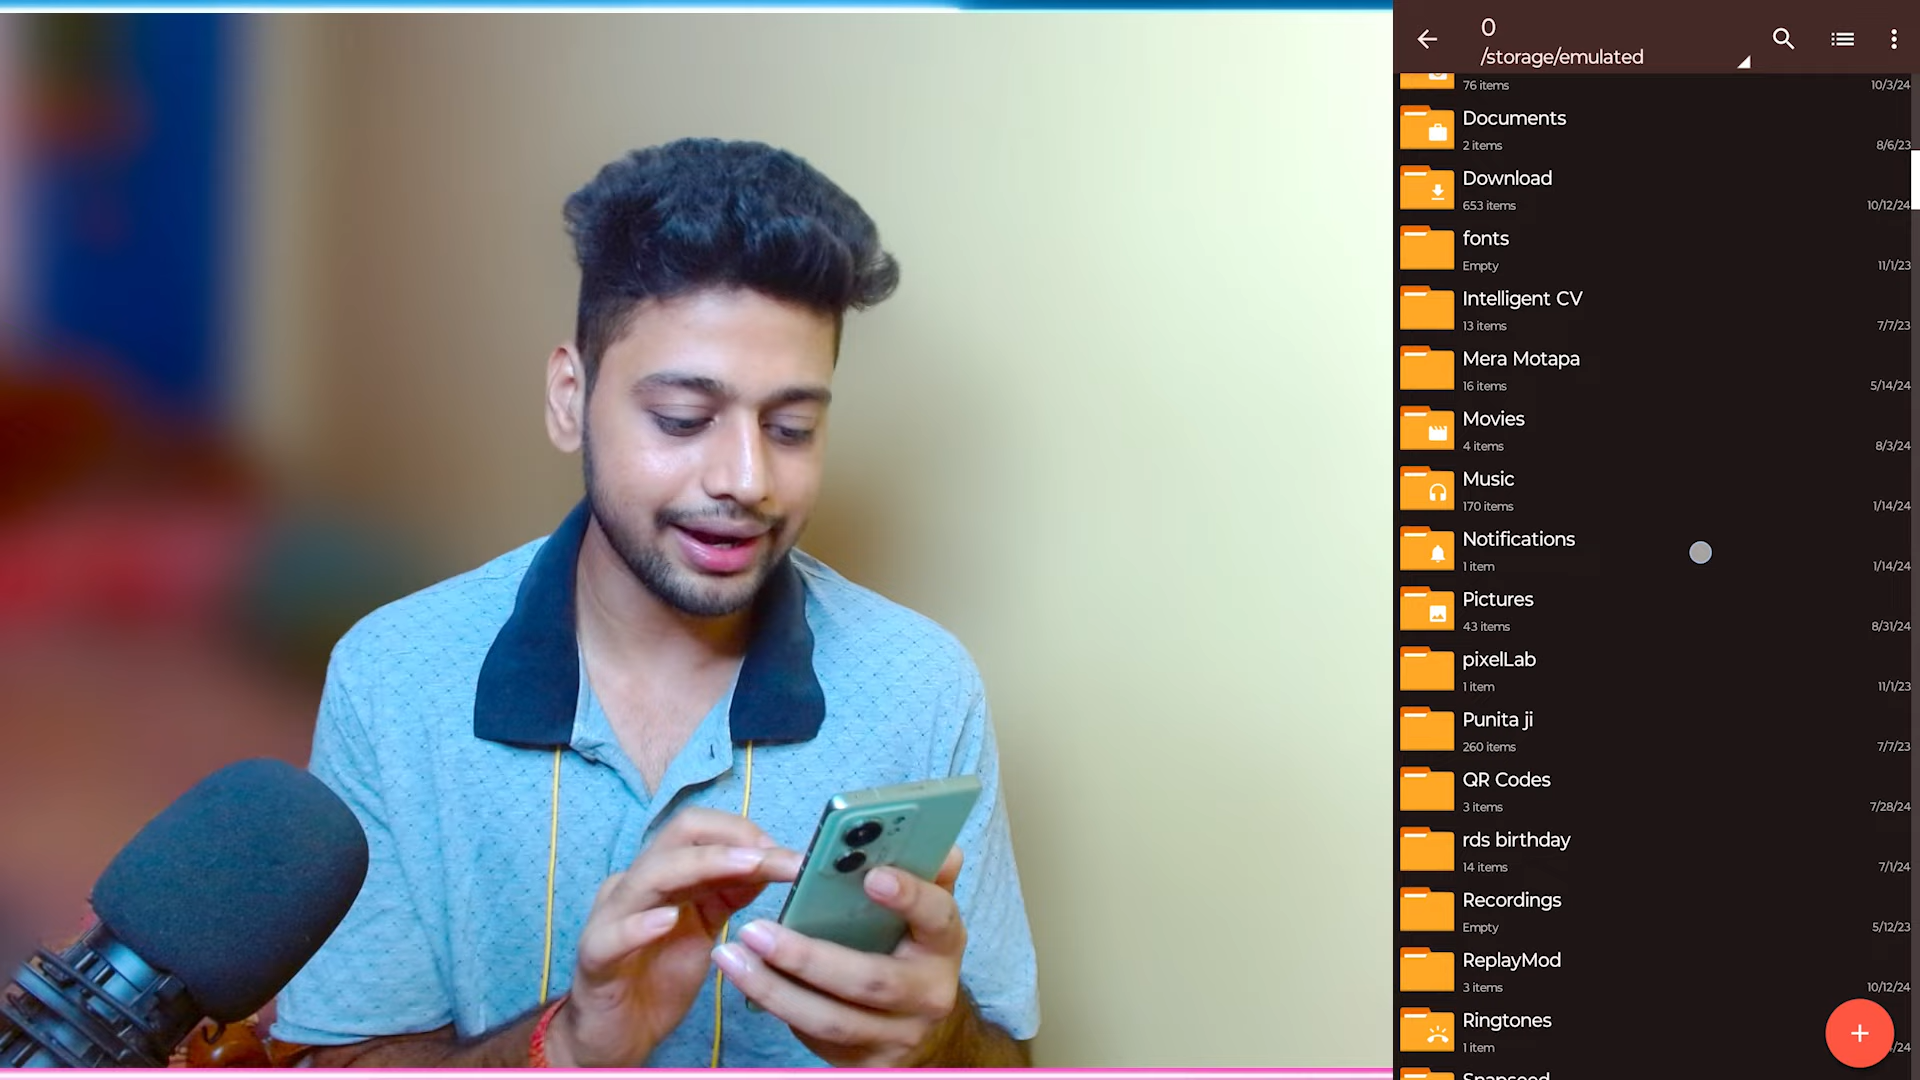 0
/storage/emulated
76 items
10/3/24
Documents
2 items
8/6/23
Download
653 items
10/12/24
fonts
Empty
11/1/23
Intelligent CV
13 items
7/7/23
Mera Motapa
16 items
5/14/24
Movies
4 items
8/3/24
Music
170 items
1/14/24
Notifications
1 item
1/14/24
Pictures
43 items
8/31/24
pixelLab
1 item
11/1/23
Punita ji
260 items
7/7/23
QR Codes
3 items
7/28/24
rds birthday
14 items
7/1/24
Recordings
Empty
5/12/23
ReplayMod
3 items
10/12/24
Ringtones
1 item
/24
Snapseed